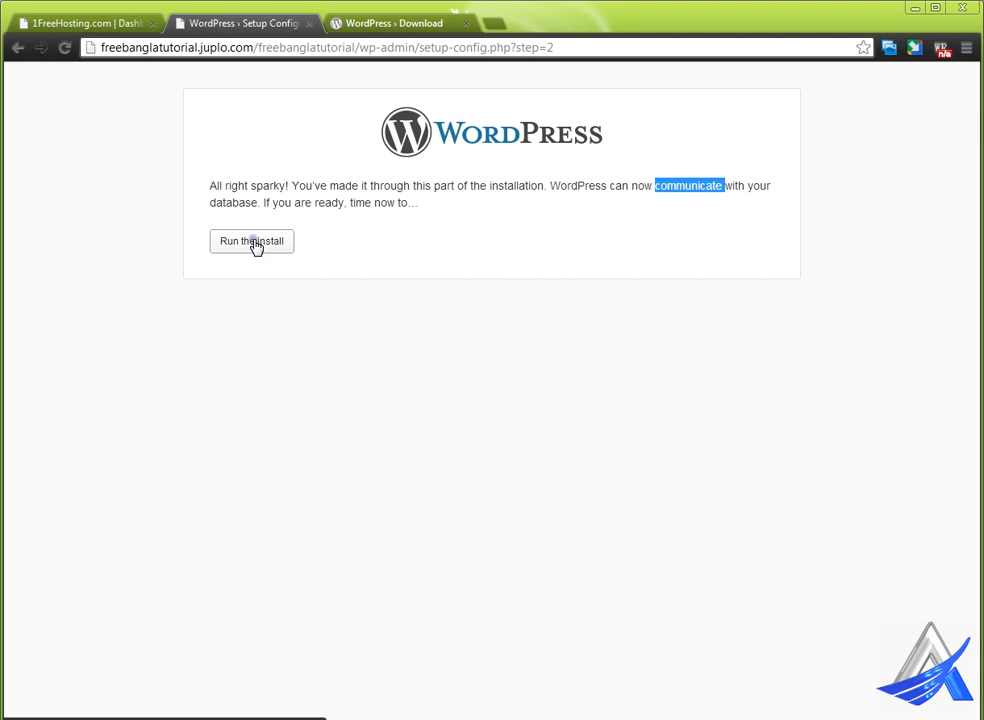 1FreeHosting.com | Dashb
WordPress › Setup Config
WordPress › Download
freebanglatutorial.juplo.com/freebanglatutorial/wp-admin/setup-config.php?step=2
n/a
WORDPRESS
All right sparky! You've made it through this part of the installation. WordPress can now communicate with your
database. If you are ready, time now to…
Run the install